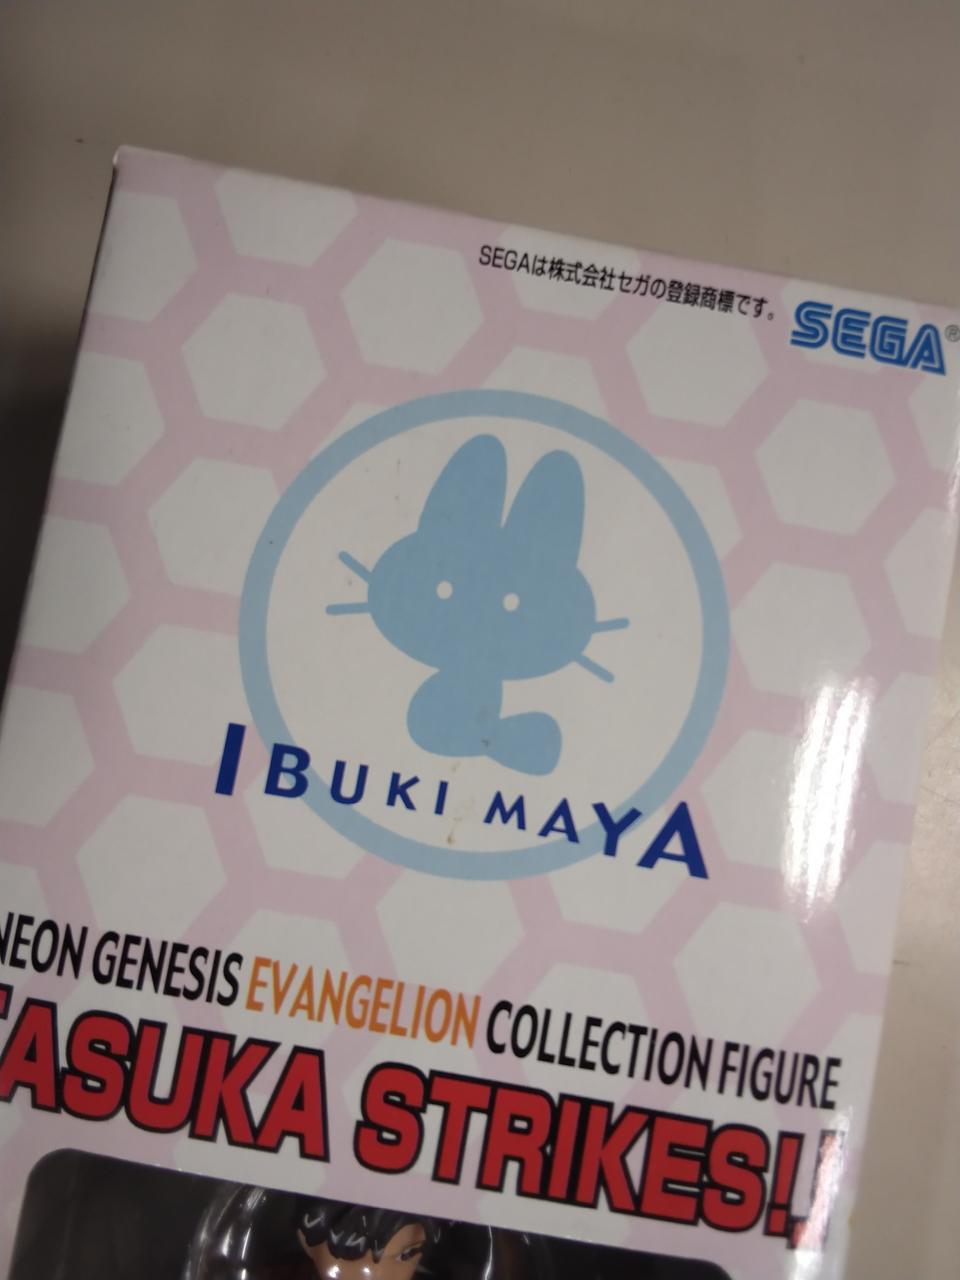 SEGAは株式会社セガの登録商標です。
SEGA®
IBUKI MAYA
NEON GENESIS EVANGELION COLLECTION FIGURE
ASUKA STRIKES!